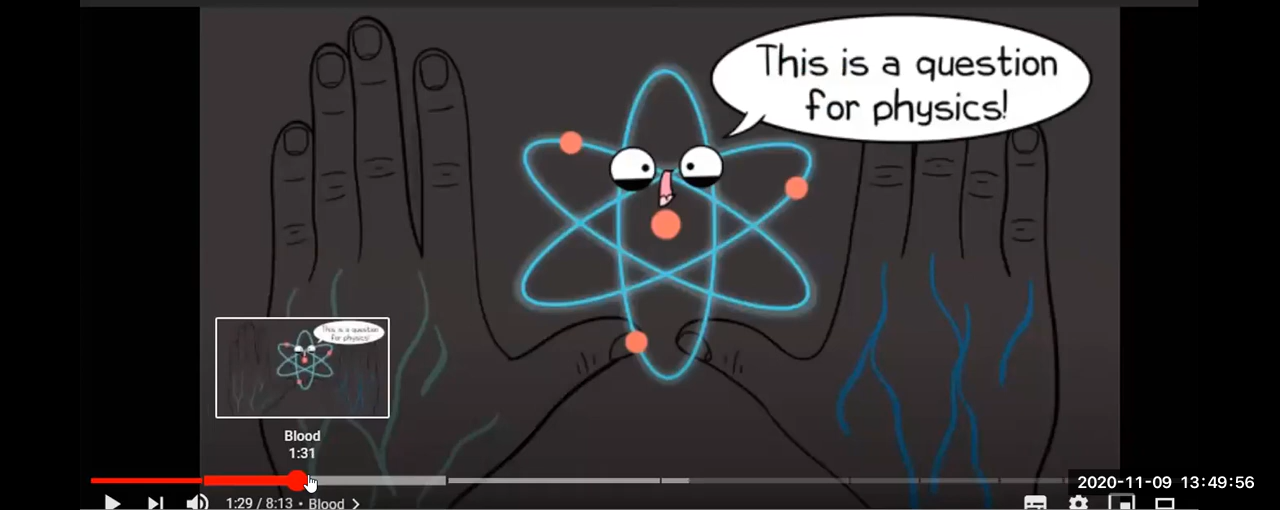 This is a question
for physics!
This is a question
for physics!
Blood
1:31
1:29 / 8:13 • Blood >
2020-11-09 13:49:56